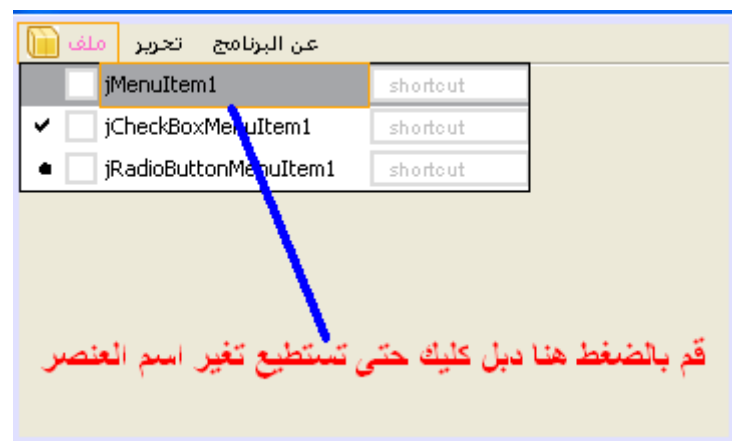 ملف تحرير عن البرنامج
jMenuItem1 shortcut
jCheckBoxMenuItem1 shortcut
jRadioButtonMenuItem1 shortcut
قم بالضغط هنا دبل كليك حتى تستطيع تغير اسم العنصر